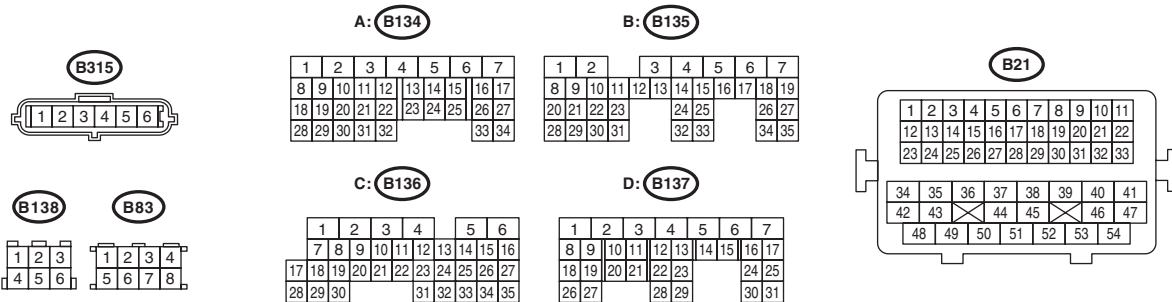 B315
1 2 3 4 5 6
B138
1 2 3
4 5 6
B83
1 2 3 4
5 6 7 8
A: B134
1 2 3 4 5 6 7
8 9 10 11 12 13 14 15 16 17
18 19 20 21 22 23 24 25 26 27
28 29 30 31 32 33 34
B: B135
1 2 3 4 5 6 7
8 9 10 11 12 13 14 15 16 17 18 19
20 21 22 23 24 25 26 27
28 29 30 31 32 33 34 35
C: B136
1 2 3 4 5 6
7 8 9 10 11 12 13 14 15 16
17 18 19 20 21 22 23 24 25 26 27
28 29 30 31 32 33 34 35
D: B137
1 2 3 4 5 6 7
8 9 10 11 12 13 14 15 16 17
18 19 20 21 22 23 24 25
26 27 28 29 30 31
B21
1 2 3 4 5 6 7 8 9 10 11
12 13 14 15 16 17 18 19 20 21 22
23 24 25 26 27 28 29 30 31 32 33
34 35 36 37 38 39 40 41
42 43 44 45 46 47
48 49 50 51 52 53 54